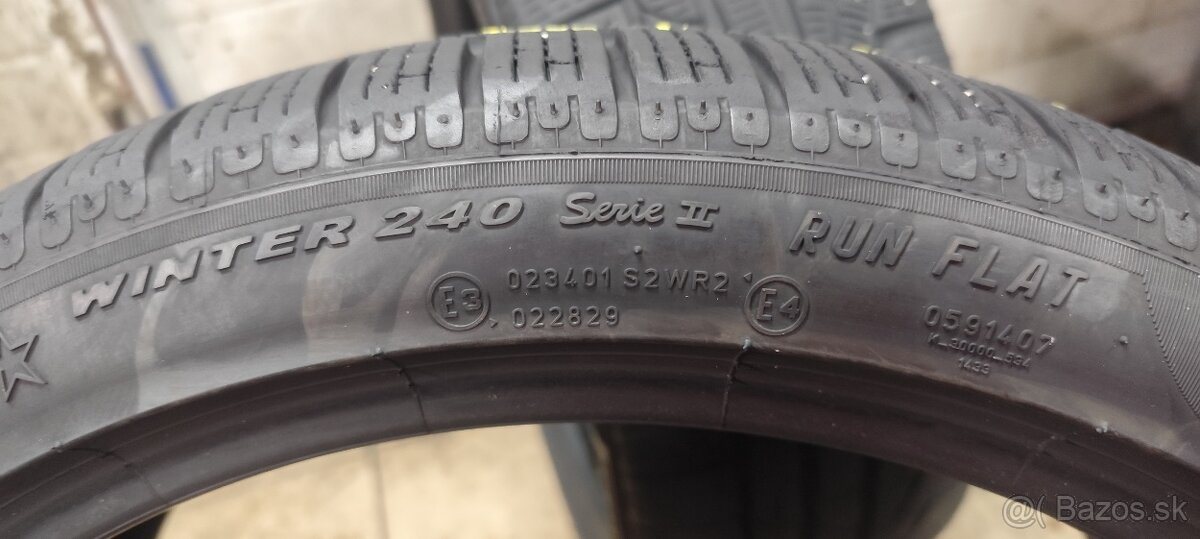 WINTER 240 Serie II RUN FLAT
E3 023401 S2WR2 E4
022829
0591407
1433
@ Bazos.sk